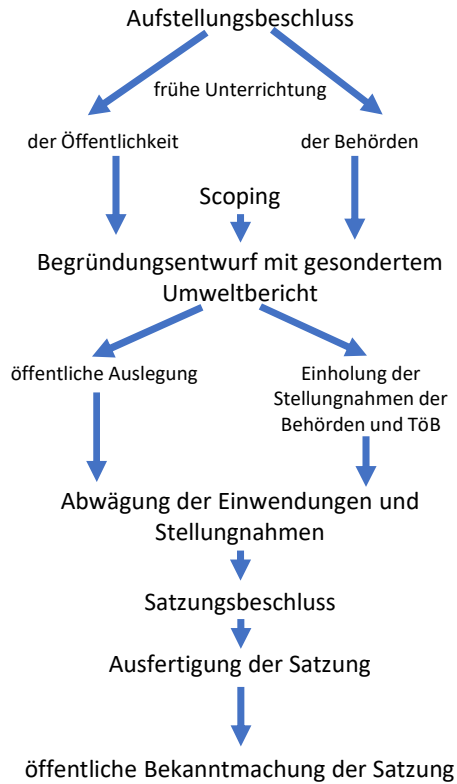 Aufstellungsbeschluss
frühe Unterrichtung
der Öffentlichkeit
der Behörden
Scoping
Begründungsentwurf mit gesondertem
Umweltbericht
öffentliche Auslegung
Einholung der
Stellungnahmen der
Behörden und TöB
Abwägung der Einwendungen und
Stellungnahmen
Satzungsbeschluss
Ausfertigung der Satzung
öffentliche Bekanntmachung der Satzung